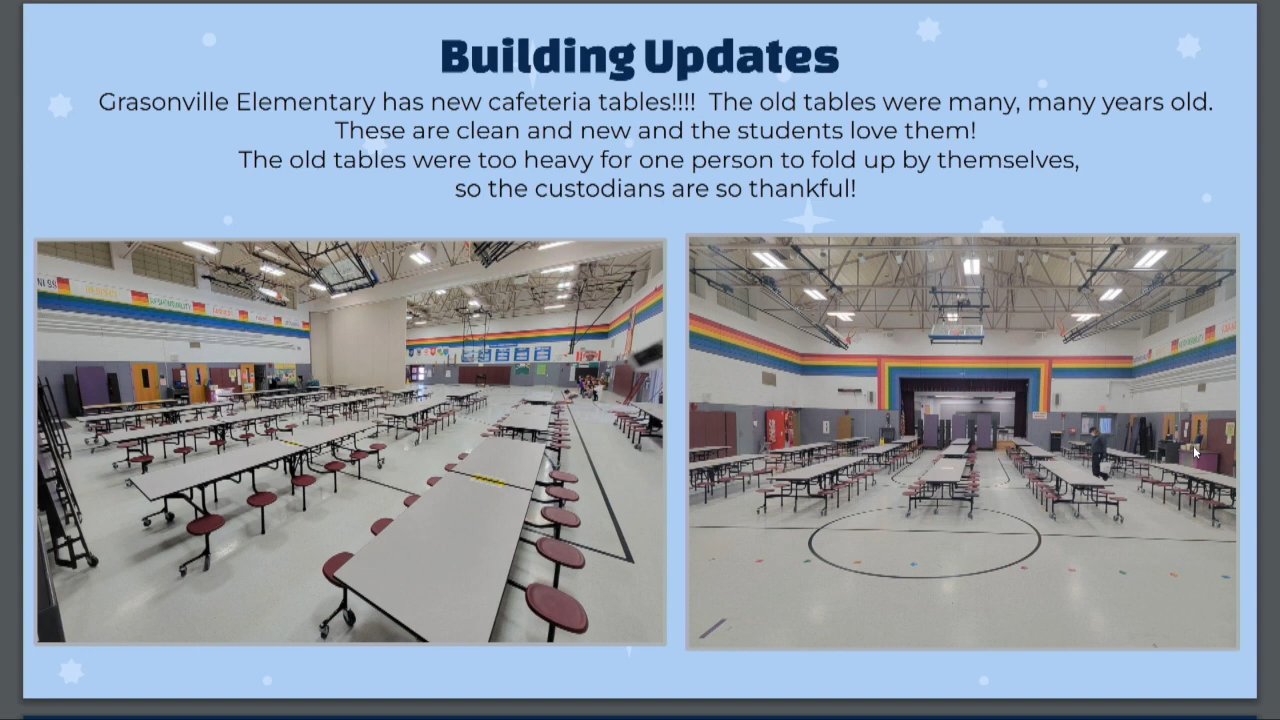 Building Updates
Grasonville Elementary has new cafeteria tables!!!! The old tables were many, many years old.
These are clean and new and the students love them!
The old tables were too heavy for one person to fold up by themselves,
so the custodians are so thankful!